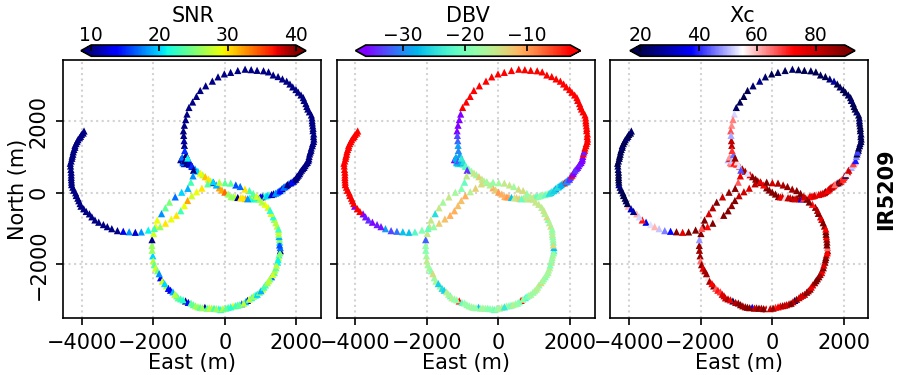 SNR DBV Xc
10 20 30 40 −30 −20 −10 20 40 60 80
North (m)
2000
0
−2000
IR5209
−4000 −2000 0 2000 −4000 −2000 0 2000 −4000 −2000 0 2000
East (m) East (m) East (m)